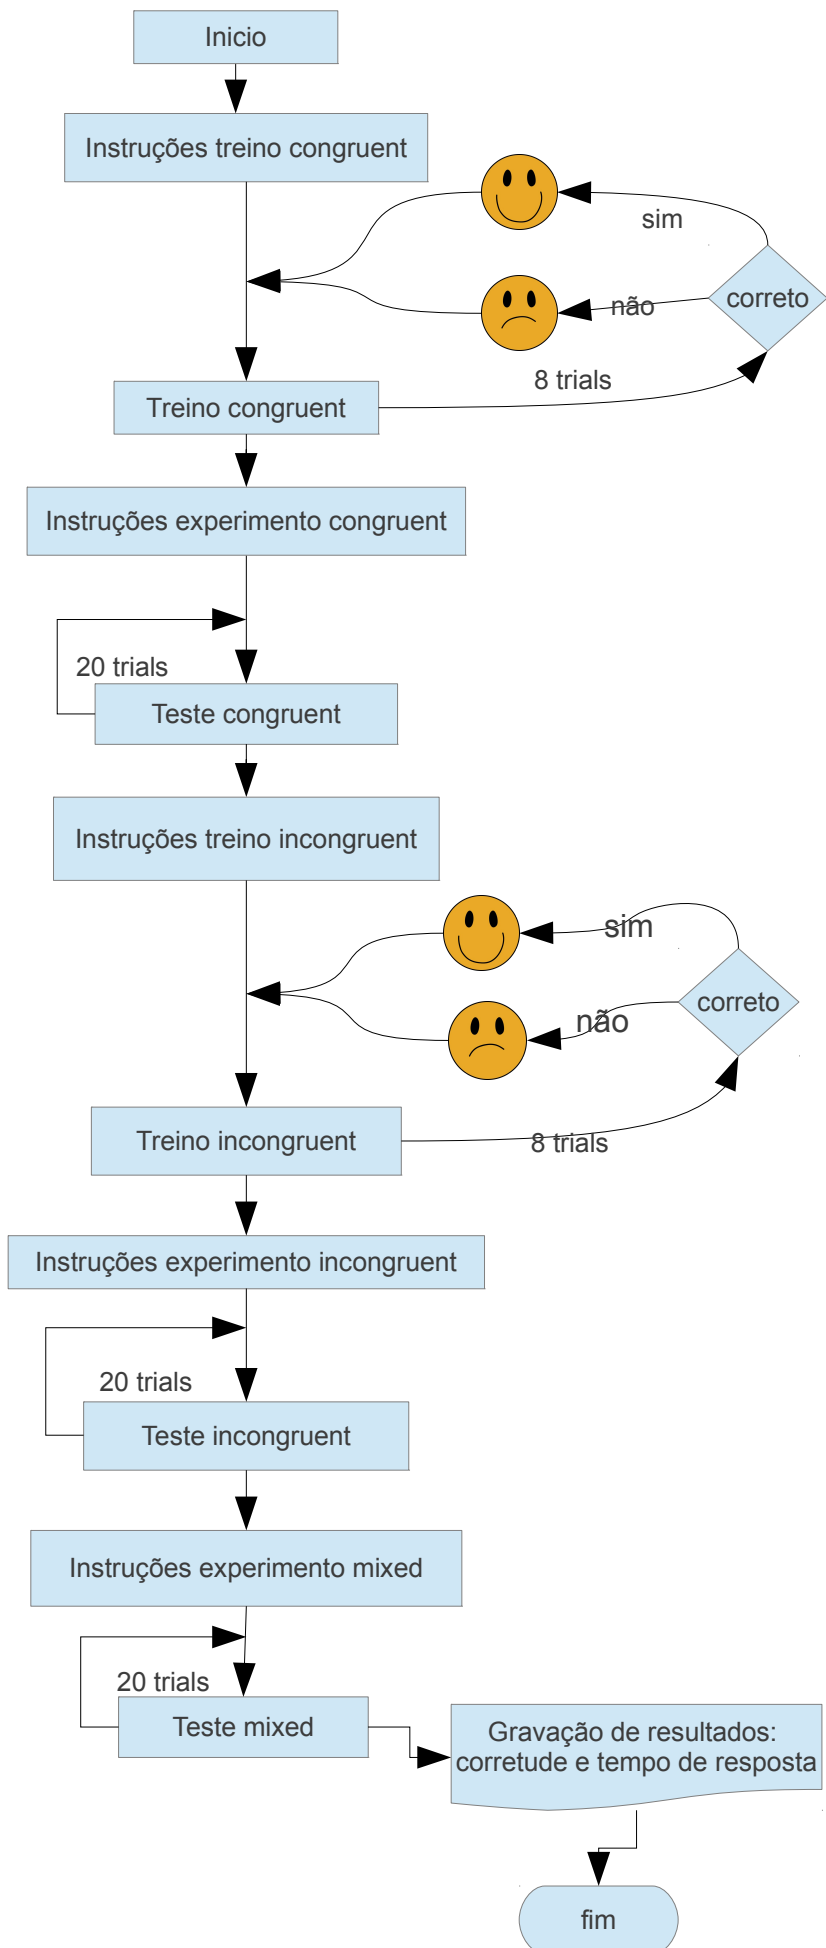 Inicio
Instruções treino congruent
sim
não
correto
8 trials
Treino congruent
Instruções experimento congruent
20 trials
Teste congruent
Instruções treino incongruent
sim
não
correto
Treino incongruent
8 trials
Instruções experimento incongruent
20 trials
Teste incongruent
Instruções experimento mixed
20 trials
Teste mixed
Gravação de resultados:
corretude e tempo de resposta
fim